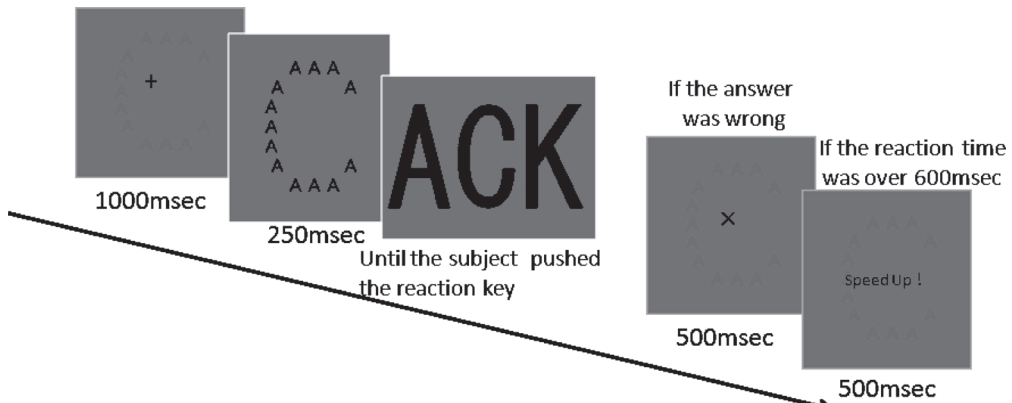 +
1000msec
A A A
A A
A
A
A
A A
A A A
250msec
ACK
Until the subject pushed
the reaction key
If the answer
was wrong
×
500msec
If the reaction time
was over 600msec
Speed Up !
500msec